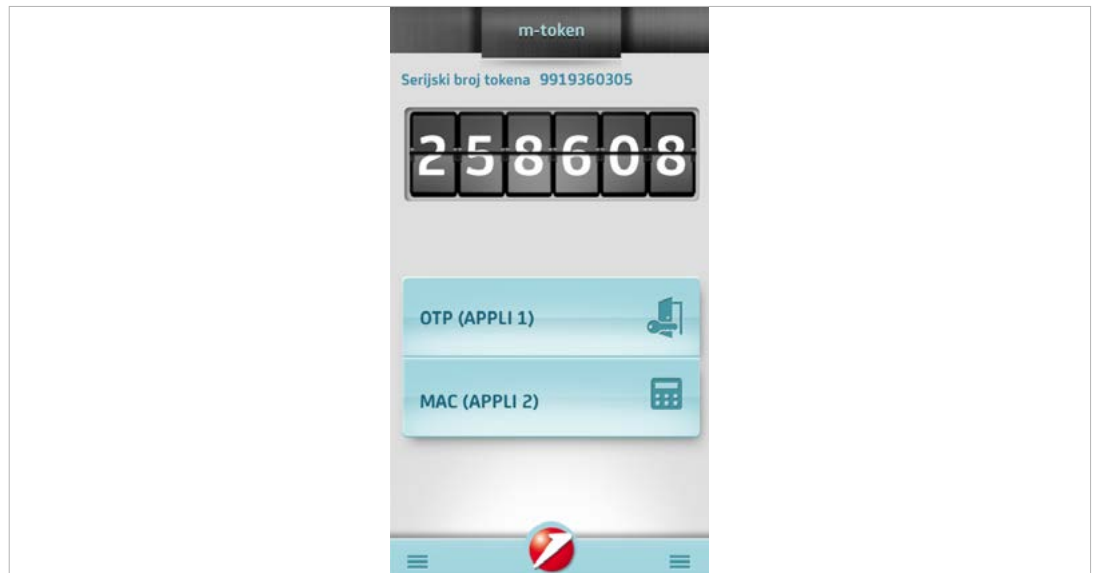 m-token
Serijski broj tokena 9919360305
258608
OTP (APPLI 1)
MAC (APPLI 2)